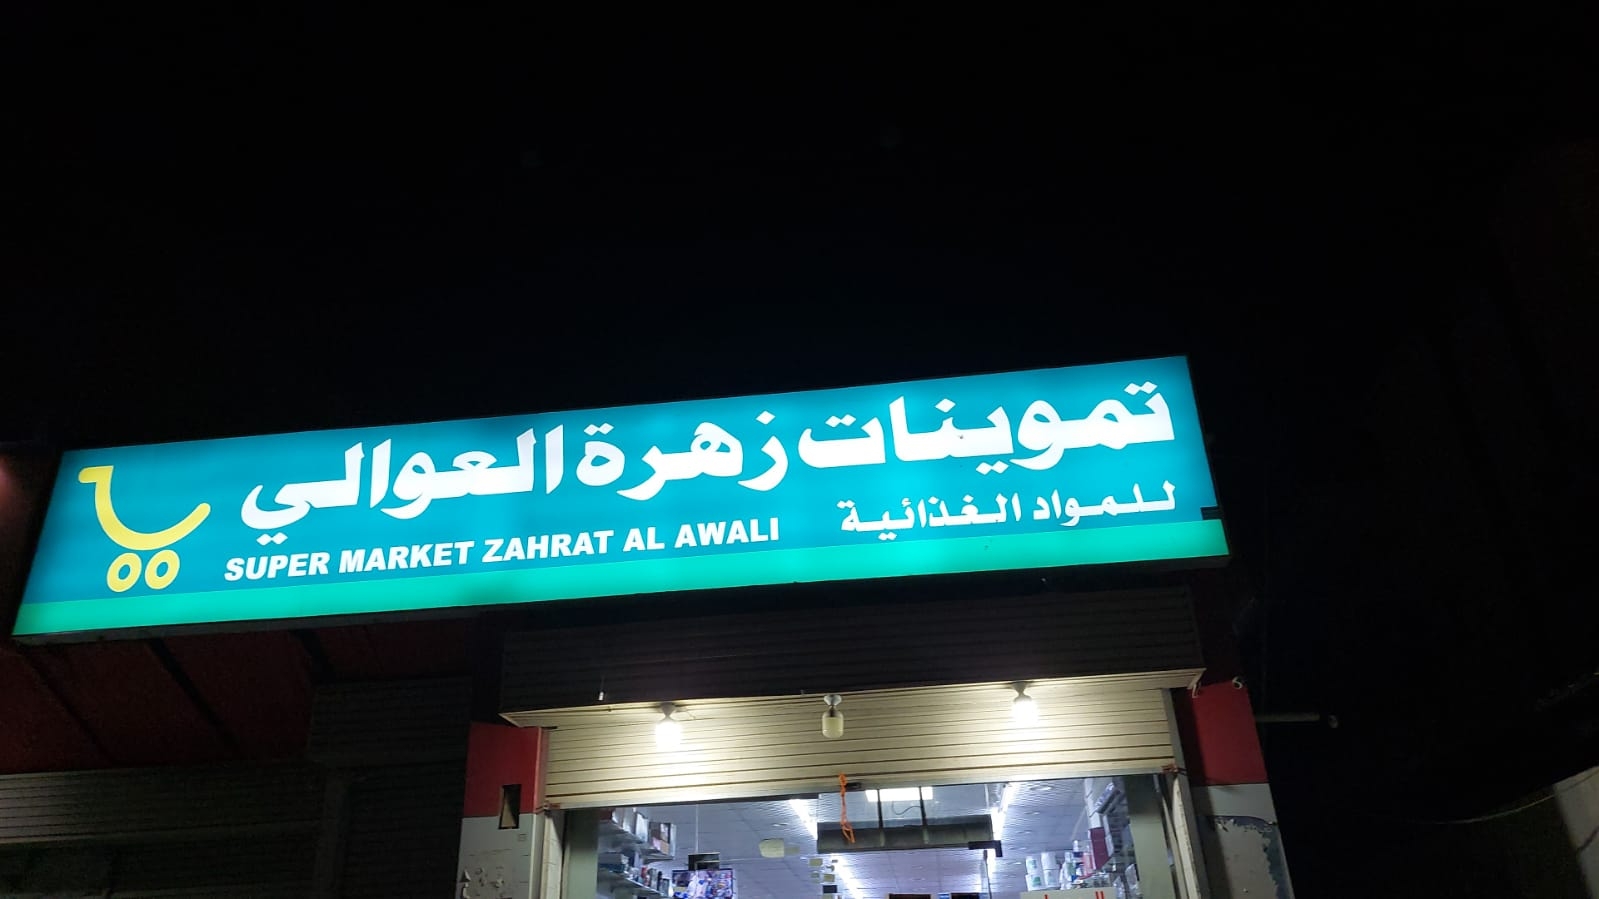 تموينات زهرة العوالي
للمواد الغذائية
SUPER MARKET ZAHRAT AL AWALI